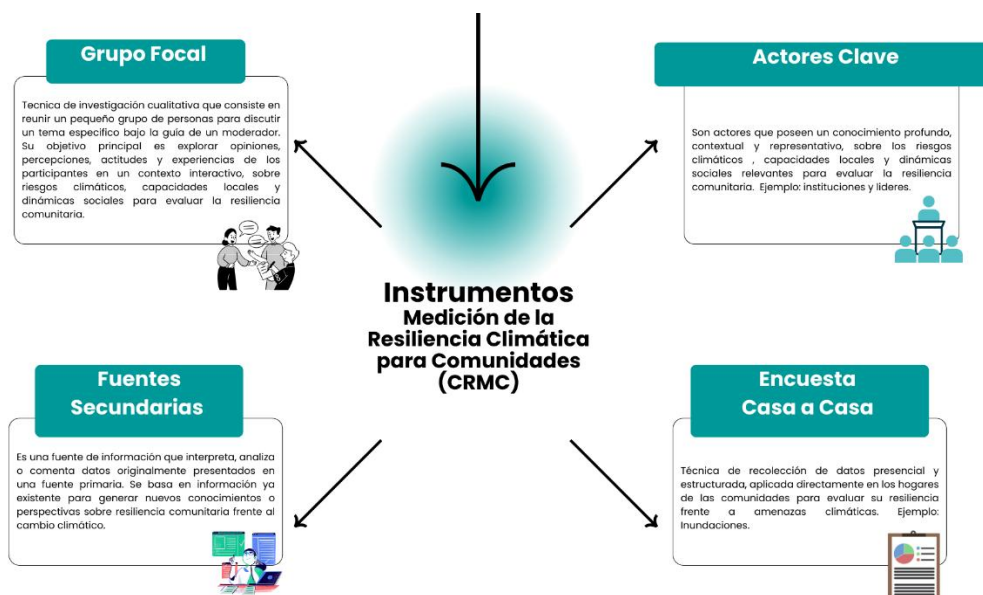 Grupo Focal
Tecnica de investigación cualitativa que consiste en
reunir un pequeño grupo de personas para discutir
un tema especifico bajo la guía de un moderador.
Su objetivo principal es explorar opiniones,
percepciones, actitudes y experiencias de los
participantes en un contexto interactivo, sobre
riesgos climáticos, capacidades locales y
dinámicas sociales para evaluar la resiliencia
comunitaria.
Actores Clave
Son actores que poseen un conocimiento profundo,
contextual y representativo, sobre los riesgos
climáticos , capacidades locales y dinámicas
sociales relevantes para evaluar la resiliencia
comunitaria. Ejemplo: instituciones y lideres.
Instrumentos
Medición de la
Resiliencia Climática
para Comunidades
(CRMC)
Fuentes
Secundarias
Es una fuente de información que interpreta, analiza
o comenta datos originalmente presentados en
una fuente primaria. Se basa en información ya
existente para generar nuevos conocimientos o
perspectivas sobre resiliencia comunitaria frente al
cambio climático.
Encuesta
Casa a Casa
Técnica de recolección de datos presencial y
estructurada, aplicada directamente en los hogares
de las comunidades para evaluar su resiliencia
frente a amenazas climáticas. Ejemplo:
Inundaciones.